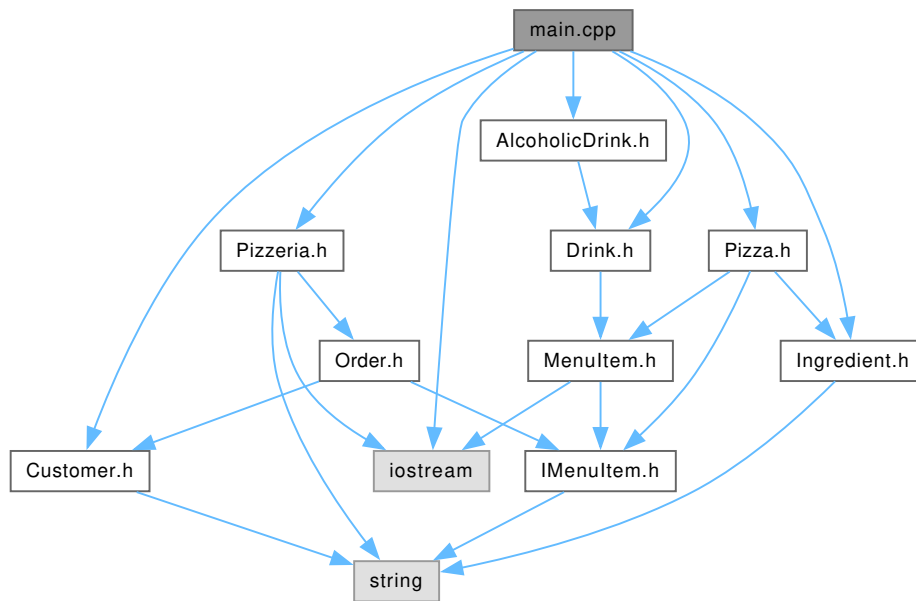 main.cpp
AlcoholicDrink.h
Pizzeria.h
Drink.h
Pizza.h
Order.h
MenuItem.h
Ingredient.h
Customer.h
iostream
IMenuItem.h
string